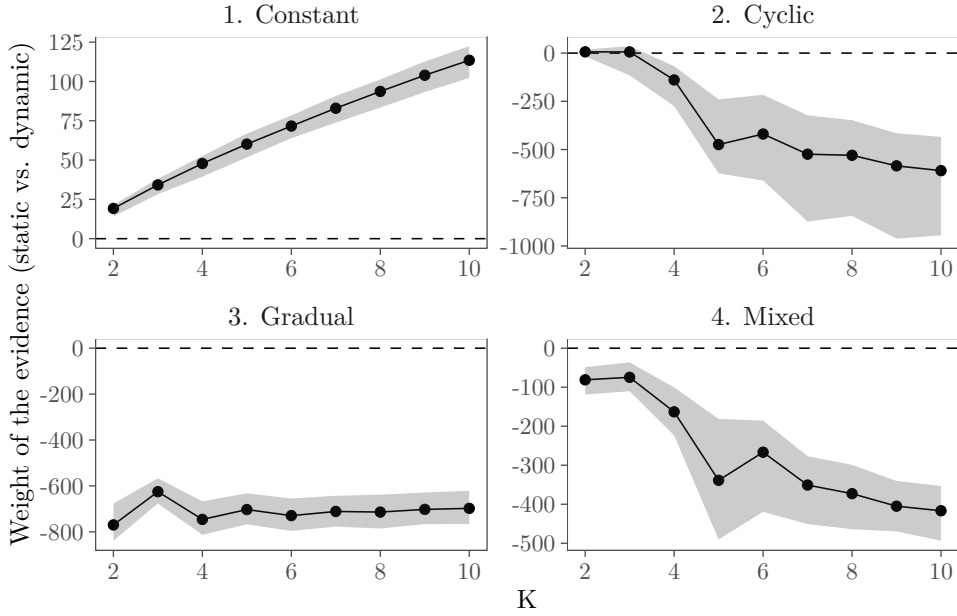 1. Constant
2. Cyclic
125
100
75
50
25
0
2 4 6 8 10
0
-250
-500
-750
-1000
2 4 6 8 10
3. Gradual
4. Mixed
0
-200
-400
-600
-800
2 4 6 8 10
0
-100
-200
-300
-400
-500
2 4 6 8 10
K
Weight of the evidence (static vs. dynamic)